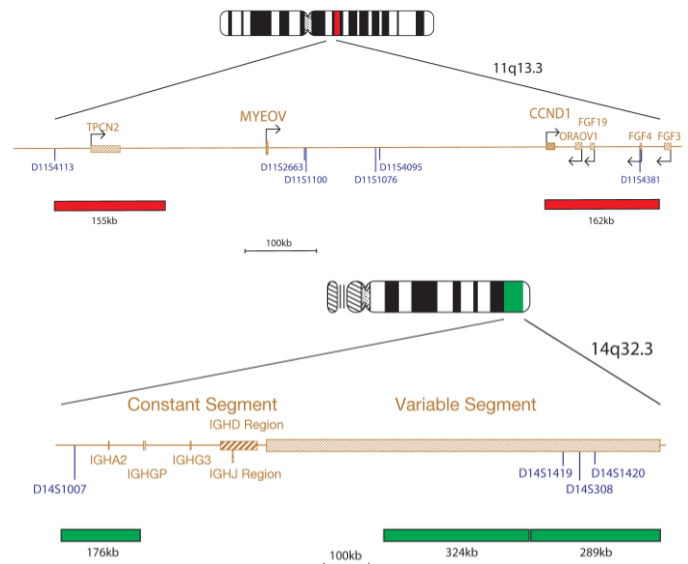 11q13.3
TPCN2
MYEOV
CCND1
FGF19
ORAOV1
FGF4
FGF3
D11S4113
D11S2663
D11S1100
D11S4095
D11S1076
D11S4381
155kb
162kb
100kb
14q32.3
Constant Segment
Variable Segment
IGHD Region
IGHA2
IGHG3
IGHJ Region
IGHGP
D14S1007
D14S1419
D14S1420
D14S308
176kb
324kb
289kb
100kb